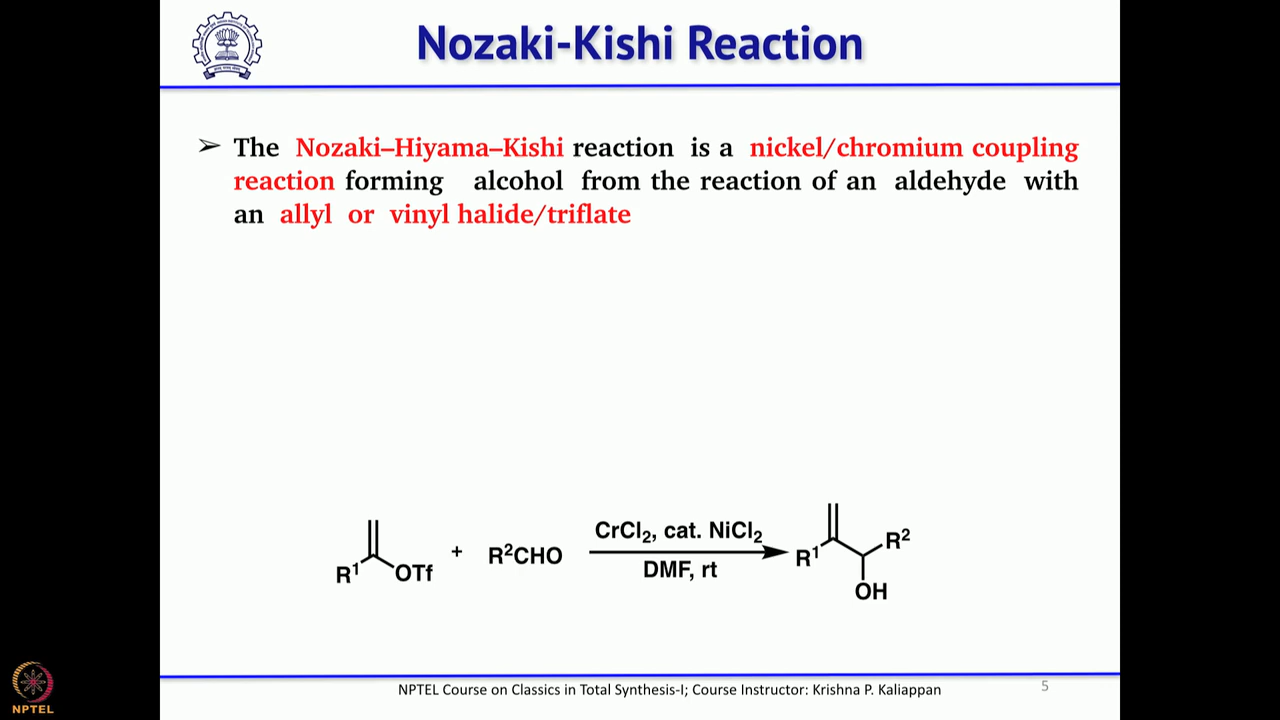 Nozaki-Kishi Reaction
➢ The Nozaki–Hiyama–Kishi reaction is a nickel/chromium coupling
reaction forming alcohol from the reaction of an aldehyde with
an allyl or vinyl halide/triflate
R¹ OTf + R²CHO CrCl₂, cat. NiCl₂ R¹ R²
DMF, rt
OH
NPTEL Course on Classics in Total Synthesis-I; Course Instructor: Krishna P. Kaliappan 5
NPTEL